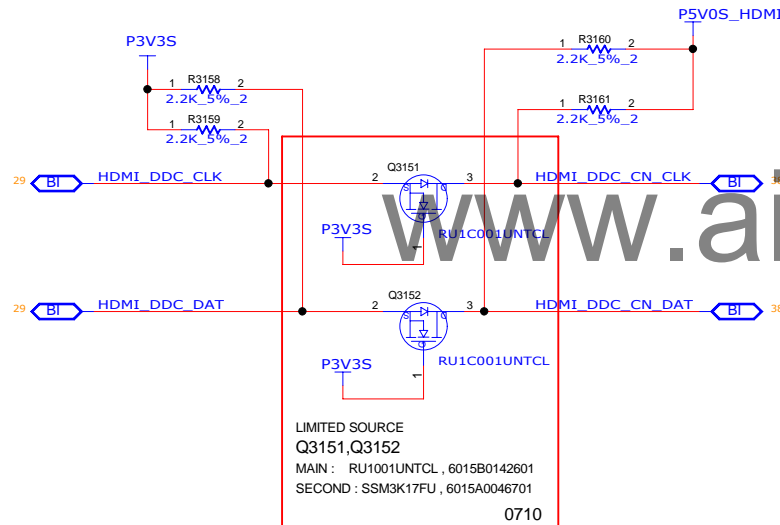 P5V0S_HDMI
P3V3S
1 R3160 2
2.2K_5%_2
1 R3158 2
2.2K_5%_2
1 R3161 2
2.2K_5%_2
1 R3159 2
2.2K_5%_2
Q3151
29 BI HDMI_DDC_CLK 2 3 HDMI_DDC_CN_CLK BI
S D
G
www.ai
P3V3S
1
RU1C001UNTCL
Q3152
29 BI HDMI_DDC_DAT 2 3 HDMI_DDC_CN_DAT BI 38
S D
G
P3V3S
1
RU1C001UNTCL
LIMITED SOURCE
Q3151,Q3152
MAIN : RU1001UNTCL , 6015B0142601
SECOND : SSM3K17FU , 6015A0046701
0710